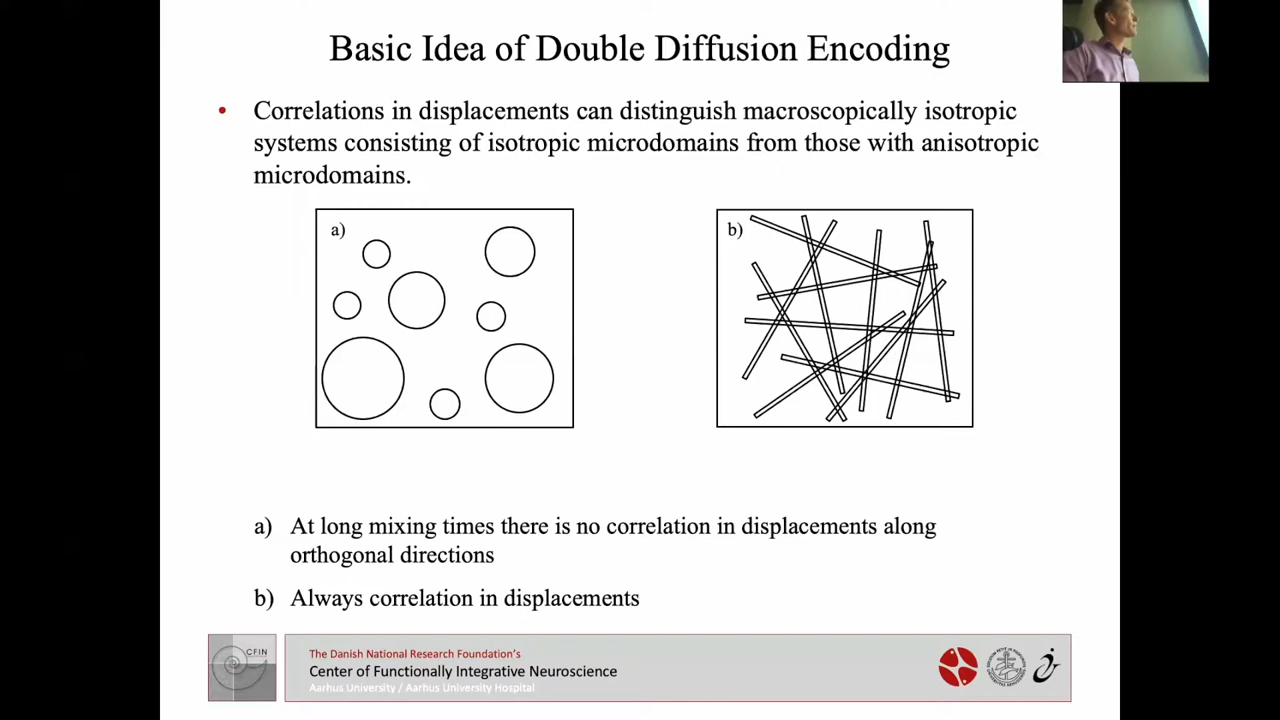 Basic Idea of Double Diffusion Encoding
• Correlations in displacements can distinguish macroscopically isotropic
systems consisting of isotropic microdomains from those with anisotropic
microdomains.
a)
b)
a) At long mixing times there is no correlation in displacements along
orthogonal directions
b) Always correlation in displacements
CFIN
The Danish National Research Foundation's
Center of Functionally Integrative Neuroscience
Aarhus University / Aarhus University Hospital